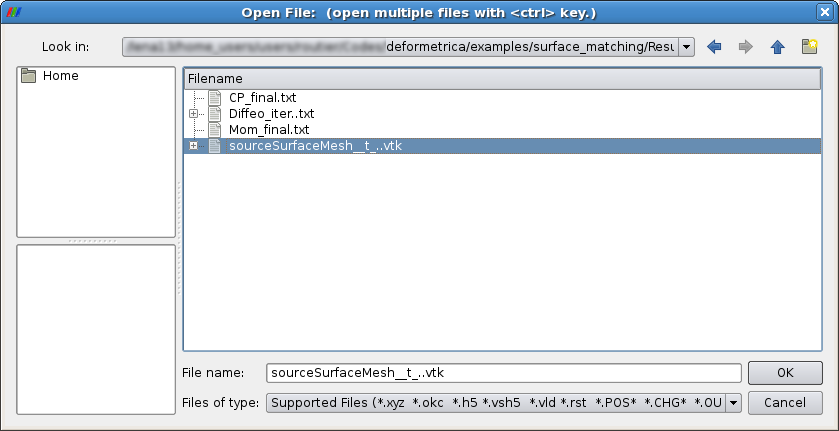 Open File:  (open multiple files with <ctrl> key.)
Look in:
deformetrica/examples/surface_matching/Resu
Home
Filename
CP_final.txt
Diffeo_iter..txt
Mom_final.txt
sourceSurfaceMesh__t_..vtk
File name: sourceSurfaceMesh__t_..vtk OK
Files of type: Supported Files (*.xyz *.okc *.h5 *.vsh5 *.vld *.rst *.POS* *.CHG* *.OU Cancel